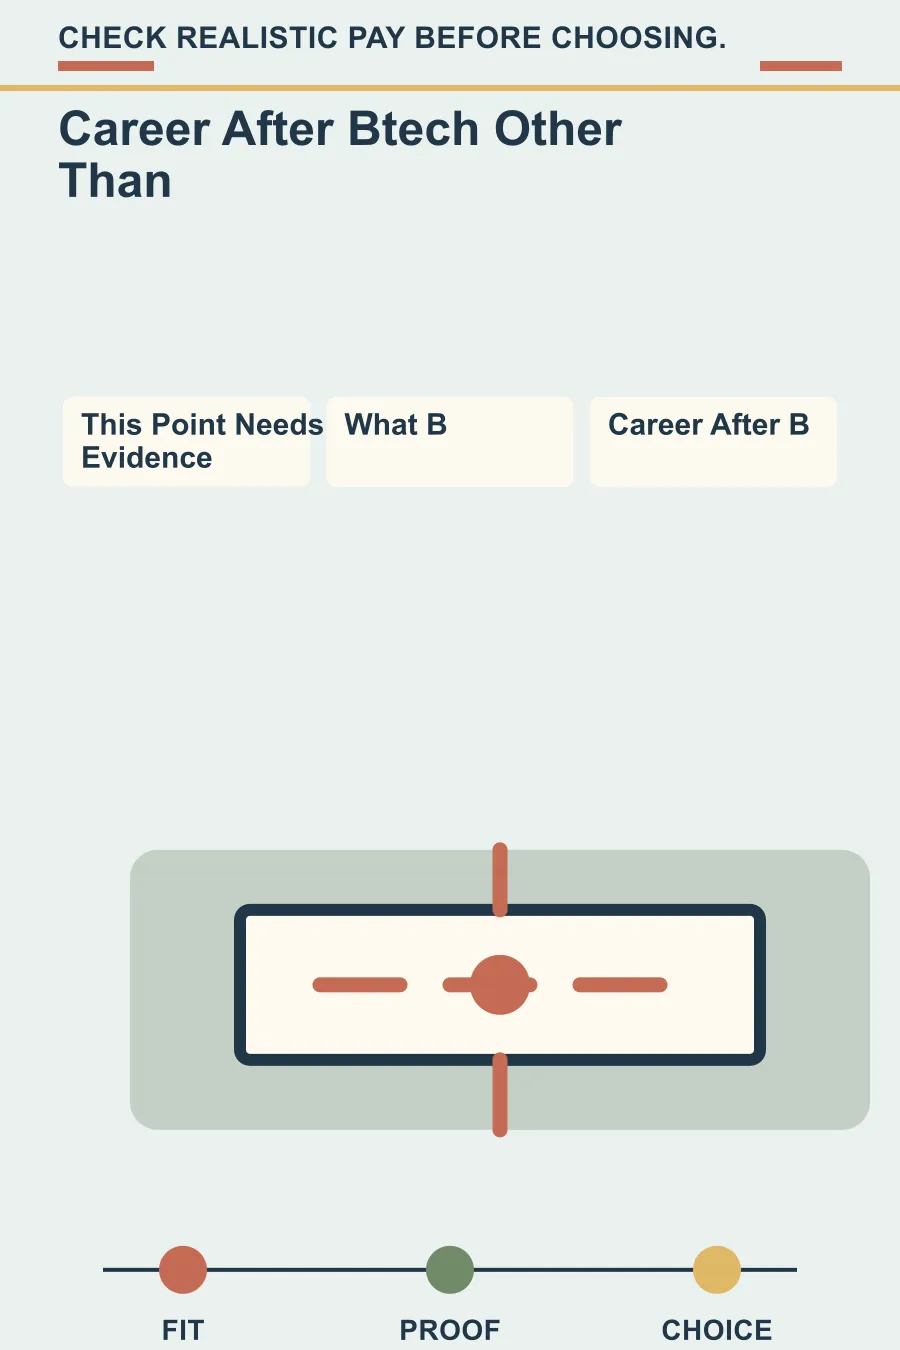 CHECK REALISTIC PAY BEFORE CHOOSING.
Career After Btech Other
Than
This Point Needs
Evidence
What B
Career After B
FIT
PROOF
CHOICE